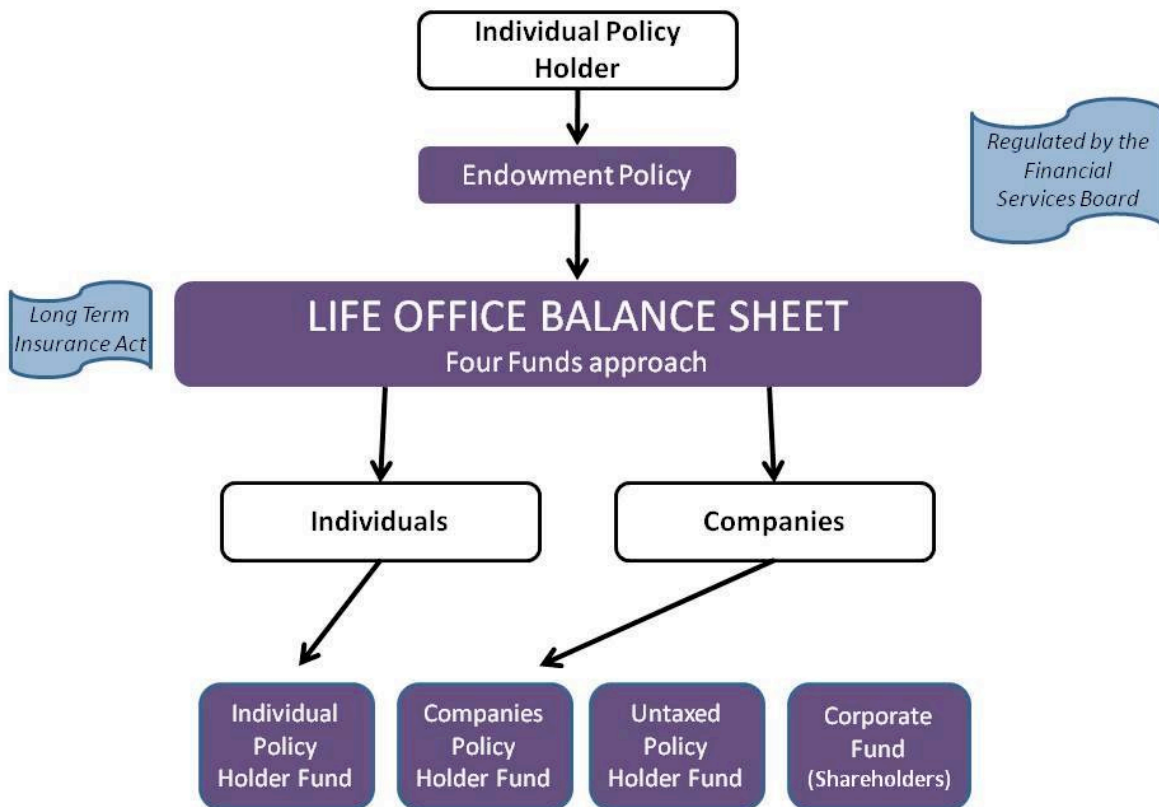 Individual Policy
Holder
Regulated by the
Financial
Services Board
Endowment Policy
Long Term
Insurance Act
LIFE OFFICE BALANCE SHEET
Four Funds approach
Individuals
Companies
Individual
Policy
Holder Fund
Companies
Policy
Holder Fund
Untaxed
Policy
Holder Fund
Corporate
Fund
(Shareholders)